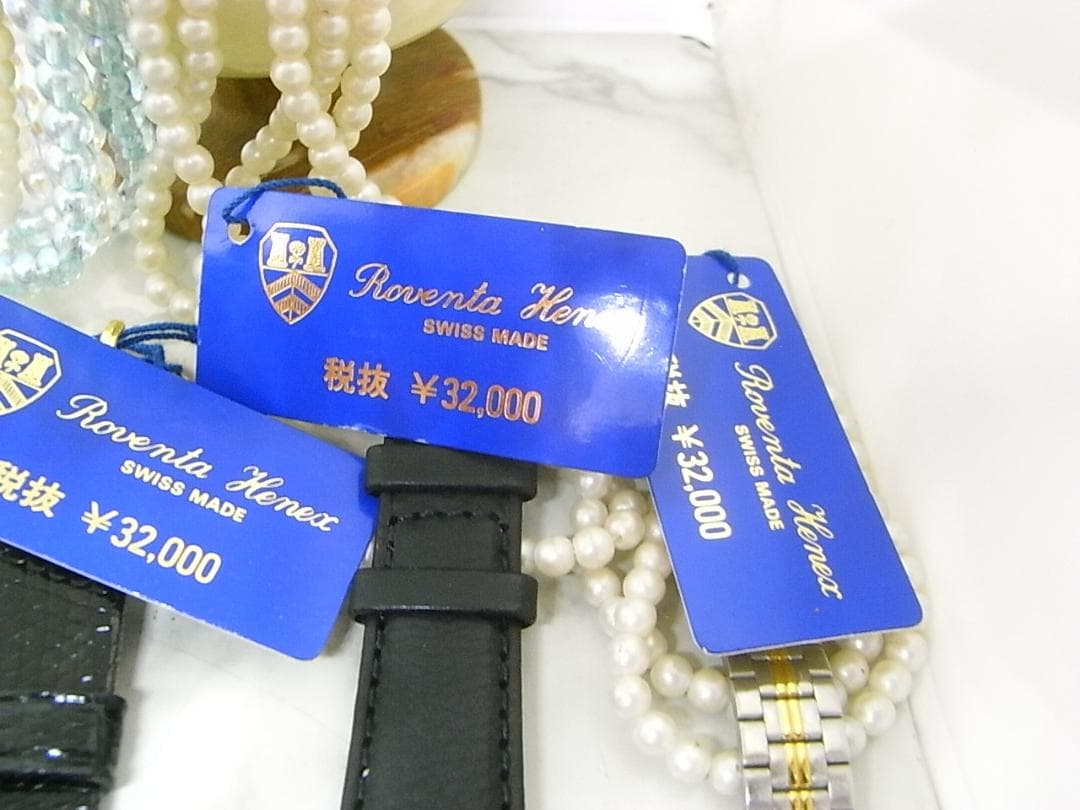 Roventa Henex
SWISS MADE
税抜 ¥32,000
Roventa
SWISS MADE
税抜 ¥32,000
Roventa Henex
SWISS MADE
¥32,000